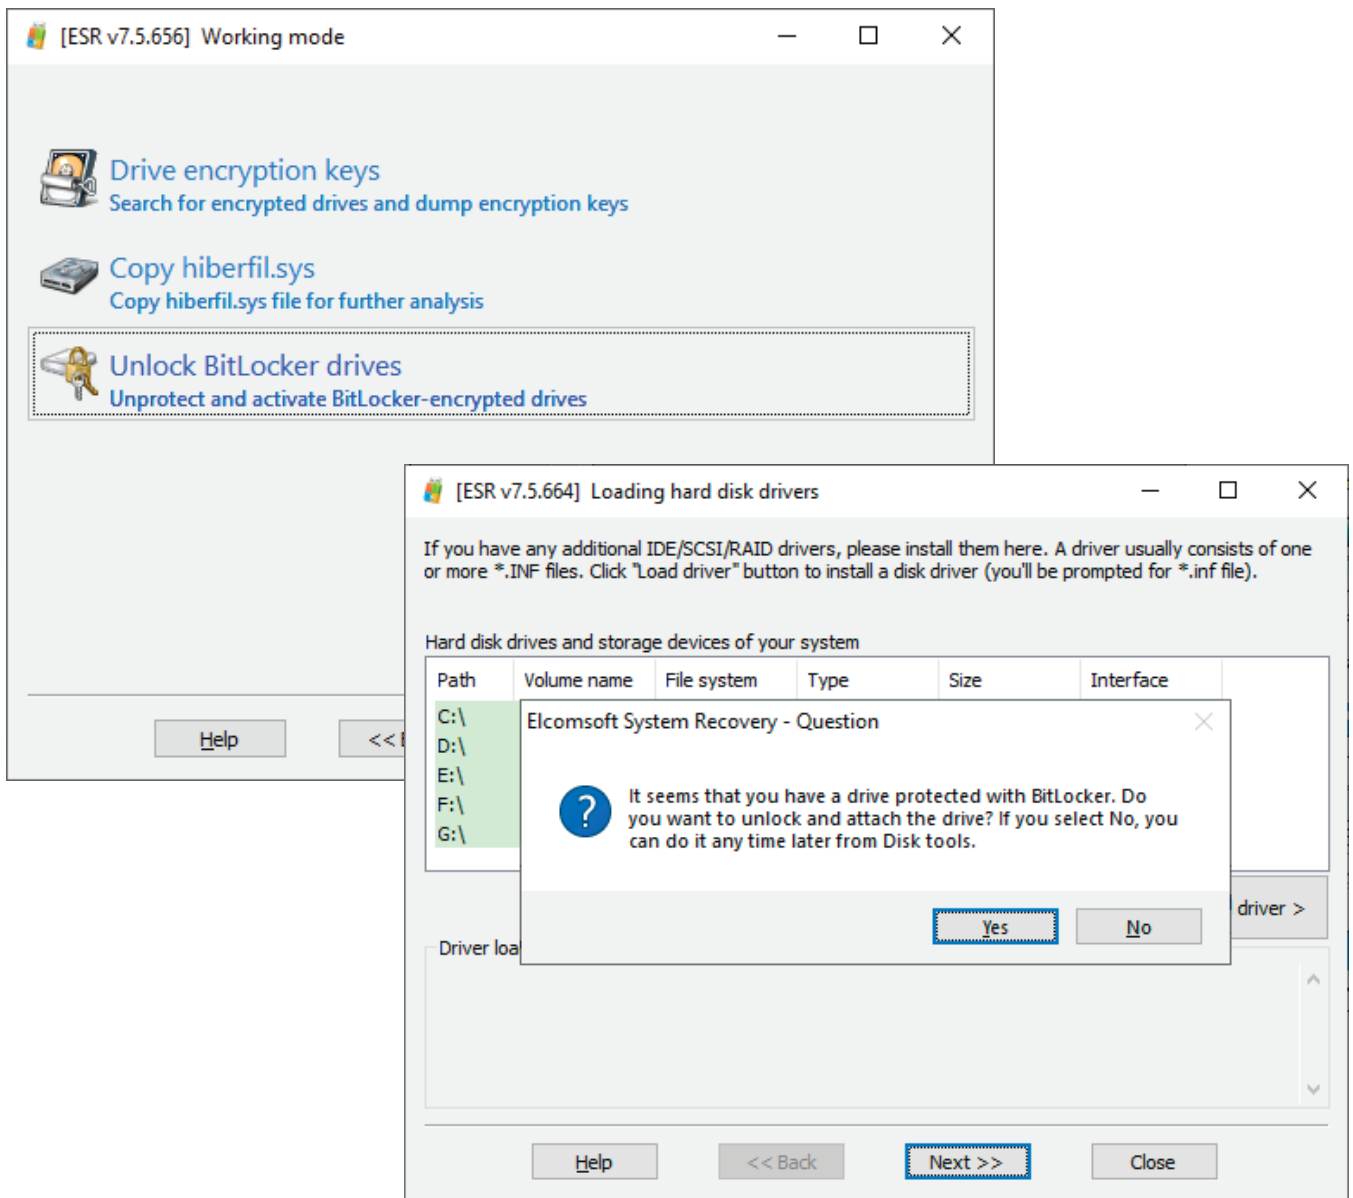 [ESR v7.5.656] Working mode
Drive encryption keys
Search for encrypted drives and dump encryption keys
Copy hiberfil.sys
Copy hiberfil.sys file for further analysis
Unlock BitLocker drives
Unprotect and activate BitLocker-encrypted drives
Help
<<
[ESR v7.5.664] Loading hard disk drivers
If you have any additional IDE/SCSI/RAID drivers, please install them here. A driver usually consists of one
or more *.INF files. Click "Load driver" button to install a disk driver (you'll be prompted for *.inf file).
Hard disk drives and storage devices of your system
Path Volume name File system Type Size Interface
C:\
D:\
E:\
F:\
G:\
Elcomsoft System Recovery - Question
It seems that you have a drive protected with BitLocker. Do
you want to unlock and attach the drive? If you select No, you
can do it any time later from Disk tools.
Yes No
driver >
Driver
Help << Back Next >> Close